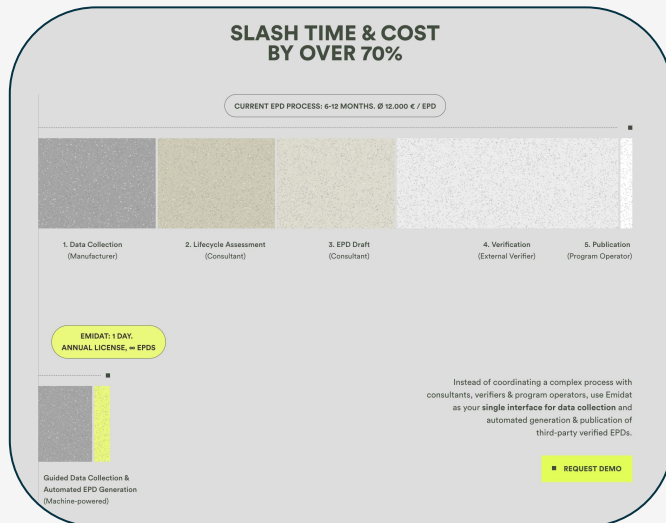 SLASH TIME & COST
BY OVER 70%
CURRENT EPD PROCESS: 6-12 MONTHS. Ø 12.000 € / EPD
1. Data Collection
(Manufacturer)
2. Lifecycle Assessment
(Consultant)
3. EPD Draft
(Consultant)
4. Verification
(External Verifier)
5. Publication
(Program Operator)
EMIDAT: 1 DAY.
ANNUAL LICENSE, ∞ EPDS
Guided Data Collection &
Automated EPD Generation
(Machine-powered)
Instead of coordinating a complex process with
consultants, verifiers & program operators, use Emidat
as your single interface for data collection and
automated generation & publication of
third-party verified EPDs.
REQUEST DEMO